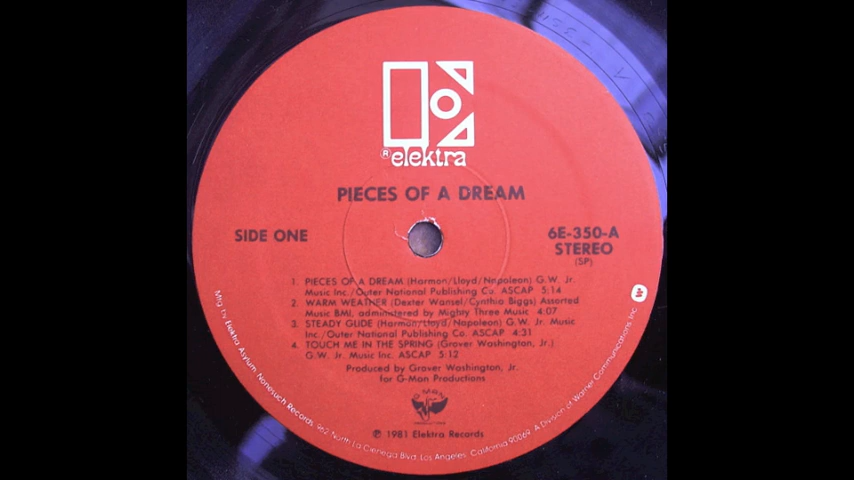 ® elektra
PIECES OF A DREAM
SIDE ONE
6E-350-A
STEREO
(SP)
1. PIECES OF A DREAM (Harmon/Lloyd/Napoleon) G.W. Jr.
Music Inc./Outer National Publishing Co. ASCAP 5:14
2. WARM WEATHER (Dexter Wansel/Cynthia Biggs) Assorted
Music BMI, administered by Mighty Three Music 4:07
3. STEADY GLIDE (Harmon/Lloyd/Napoleon) G.W. Jr. Music
Inc./Outer National Publishing Co. ASCAP 4:31
4. TOUCH ME IN THE SPRING (Grover Washington, Jr.)
G.W. Jr. Music Inc. ASCAP 5:12
Produced by Grover Washington, Jr.
for G-Man Productions
G-MAN
PRODUCTIONS
℗ 1981 Elektra Records
Mfg by Elektra Asylum Nonesuch Records, 962 North La Cienega Blvd, Los Angeles, California 90069. A Division of Warner Communications Inc.